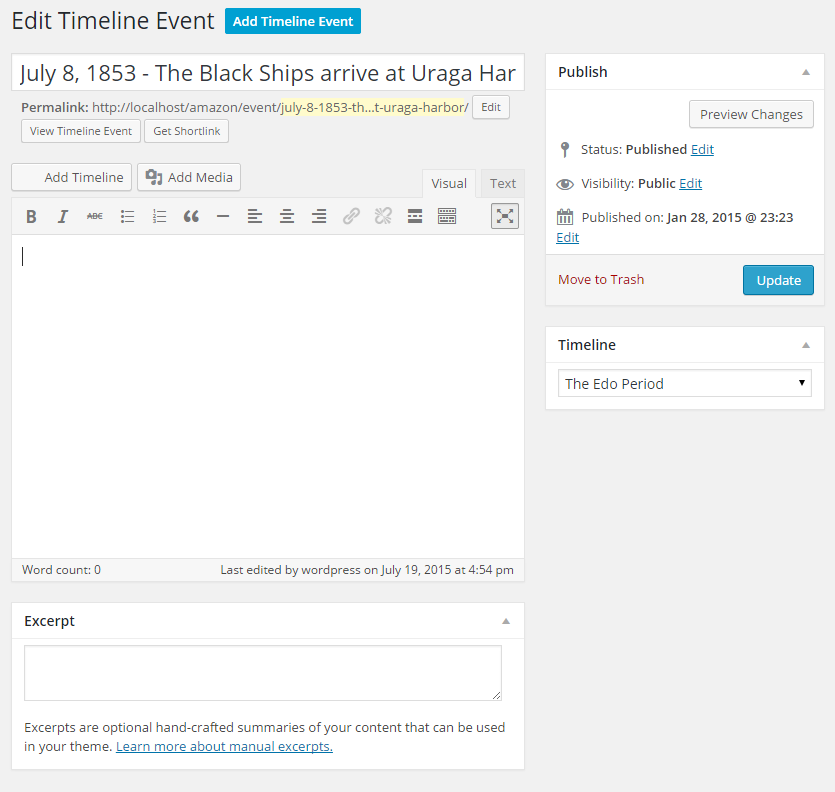 Edit Timeline Event Add Timeline Event
July 8, 1853 - The Black Ships arrive at Uraga Har
Permalink: http://localhost/amazon/event/july-8-1853-th...t-uraga-harbor/ Edit
View Timeline Event Get Shortlink
Add Timeline Add Media
Visual Text
B I ABC
Word count: 0 Last edited by wordpress on July 19, 2015 at 4:54 pm
Excerpt
Excerpts are optional hand-crafted summaries of your content that can be used
in your theme. Learn more about manual excerpts.
Publish
Preview Changes
Status: Published Edit
Visibility: Public Edit
Published on: Jan 28, 2015 @ 23:23
Edit
Move to Trash Update
Timeline
The Edo Period